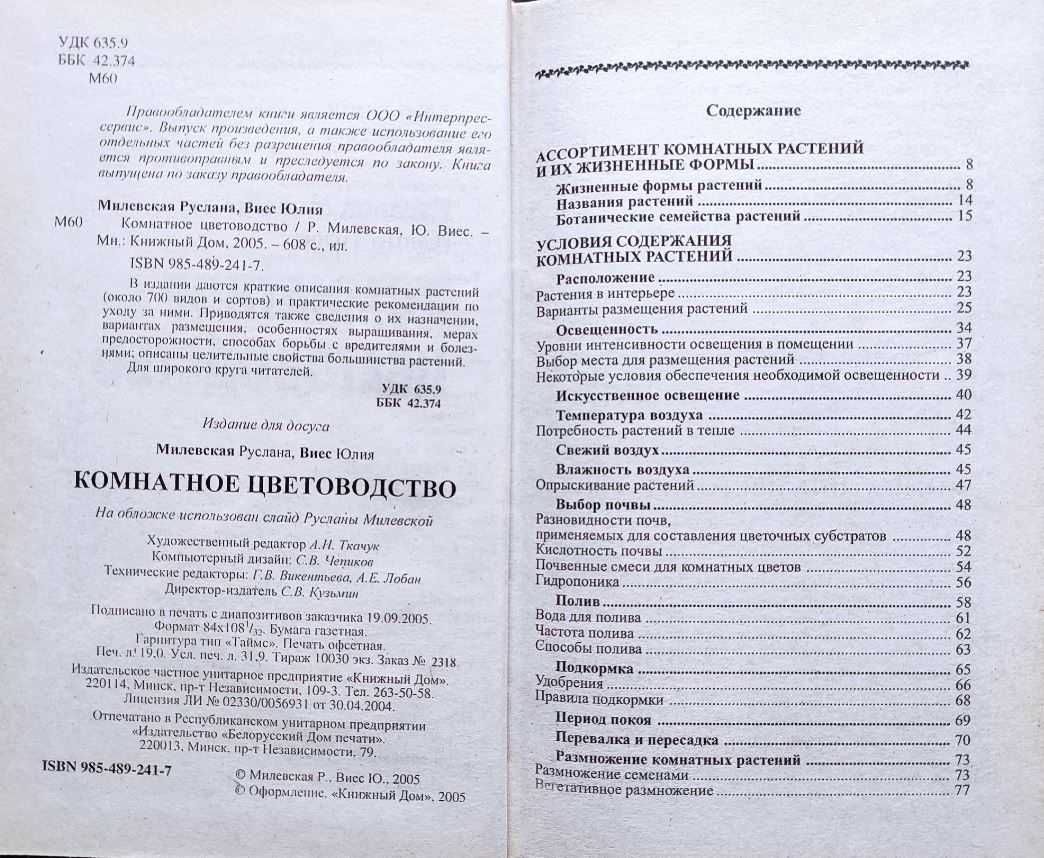 УДК 635.9
ББК 42.374
М60
Правообладателем книги является ООО «Интерпрес-
сервис». Выпуск произведения, а также использование его
отдельных частей без разрешения правообладателя явля-
ется противоправным и преследуется по закону. Книга
выпущена по заказу правообладателя.
Милевская Руслана, Виес Юлия
М60 Комнатное цветоводство / Р. Милевская, Ю. Виес. –
Мн.: Книжный Дом, 2005. – 608 с., ил.
ISBN 985-489-241-7.
В издании даются краткие описания комнатных растений
(около 700 видов и сортов) и практические рекомендации по
уходу за ними. Приводятся также сведения о их назначении,
вариантах размещения, особенностях выращивания, мерах
предосторожности, способах борьбы с вредителями и болез-
нями; описаны целительные свойства большинства растений.
Для широкого круга читателей.
УДК 635.9
ББК 42.374
Издание для досуга
Милевская Руслана, Виес Юлия
КОМНАТНОЕ ЦВЕТОВОДСТВО
На обложке использован слайд Русланы Милевской
Художественный редактор А.Н. Ткачук
Компьютерный дизайн: С.В. Чепиков
Технические редакторы: Г.В. Викентьева, А.Е. Лобан
Директор-издатель С.В. Кузьмин
Подписано в печать с диапозитивов заказчика 19.09.2005.
Формат 84х108 1/32. Бумага газетная.
Гарнитура тип «Таймс». Печать офсетная.
Печ. л. 19,0. Усл. печ. л. 31,9. Тираж 10030 экз. Заказ № 2318.
Издательское частное унитарное предприятие «Книжный Дом».
220114, Минск, пр-т Независимости, 109-3. Тел. 263-50-58.
Лицензия ЛИ № 02330/0056931 от 30.04.2004.
Отпечатано в Республиканском унитарном предприятии
«Издательство «Белорусский Дом печати».
220013, Минск, пр-т Независимости, 79.
ISBN 985-489-241-7
© Милевская Р., Виес Ю., 2005
© Оформление. «Книжный Дом», 2005
Содержание
АССОРТИМЕНТ КОМНАТНЫХ РАСТЕНИЙ
И ИХ ЖИЗНЕННЫЕ ФОРМЫ ... 8
Жизненные формы растений ... 8
Названия растений ... 14
Ботанические семейства растений ... 15
УСЛОВИЯ СОДЕРЖАНИЯ
КОМНАТНЫХ РАСТЕНИЙ ... 23
Расположение ... 23
Растения в интерьере ... 23
Варианты размещения растений ... 25
Освещенность ... 34
Уровни интенсивности освещения в помещении ... 37
Выбор места для размещения растений ... 38
Некоторые условия обеспечения необходимой освещенности .. 39
Искусственное освещение ... 40
Температура воздуха ... 42
Потребность растений в тепле ... 44
Свежий воздух ... 45
Влажность воздуха ... 45
Опрыскивание растений ... 47
Выбор почвы ... 48
Разновидности почв,
применяемых для составления цветочных субстратов ... 48
Кислотность почвы ... 52
Почвенные смеси для комнатных цветов ... 54
Гидропоника ... 56
Полив ... 58
Вода для полива ... 61
Частота полива ... 62
Способы полива ... 63
Подкормка ... 65
Удобрения ... 66
Правила подкормки ... 68
Период покоя ... 69
Перевалка и пересадка ... 70
Размножение комнатных растений ... 73
Размножение семенами ... 73
Вегетативное размножение ... 77